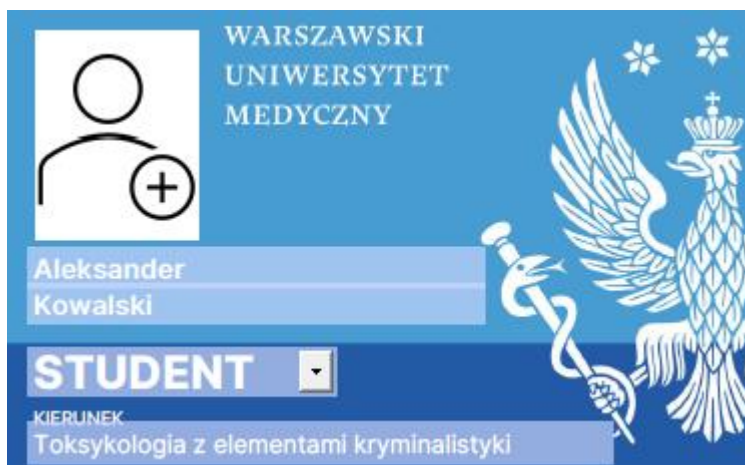 WARSZAWSKI
UNIWERSYTET
MEDYCZNY
Aleksander
Kowalski
STUDENT
KIERUNEK
Toksykologia z elementami kryminalistyki